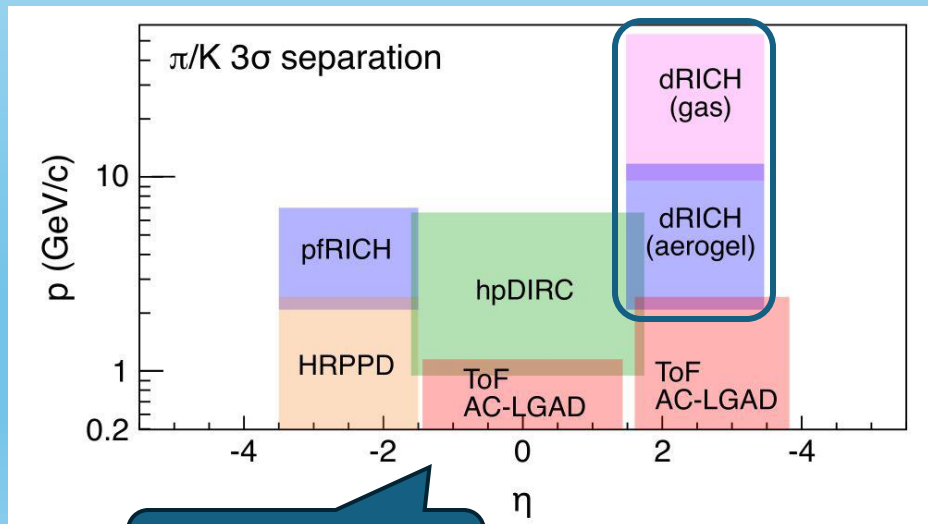 π/K 3σ separation
dRICH
(gas)
dRICH
(aerogel)
pfRICH
hpDIRC
HRPPD
ToF
AC-LGAD
ToF
AC-LGAD
p (GeV/c)
10
1
0.2
-4
-2
0
2
-4
η